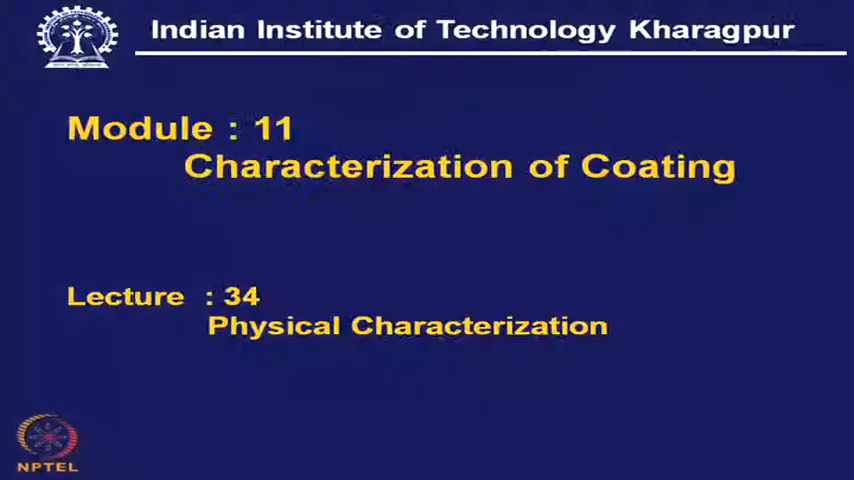 Indian Institute of Technology Kharagpur
Module : 11
Characterization of Coating
Lecture : 34
Physical Characterization
NPTEL